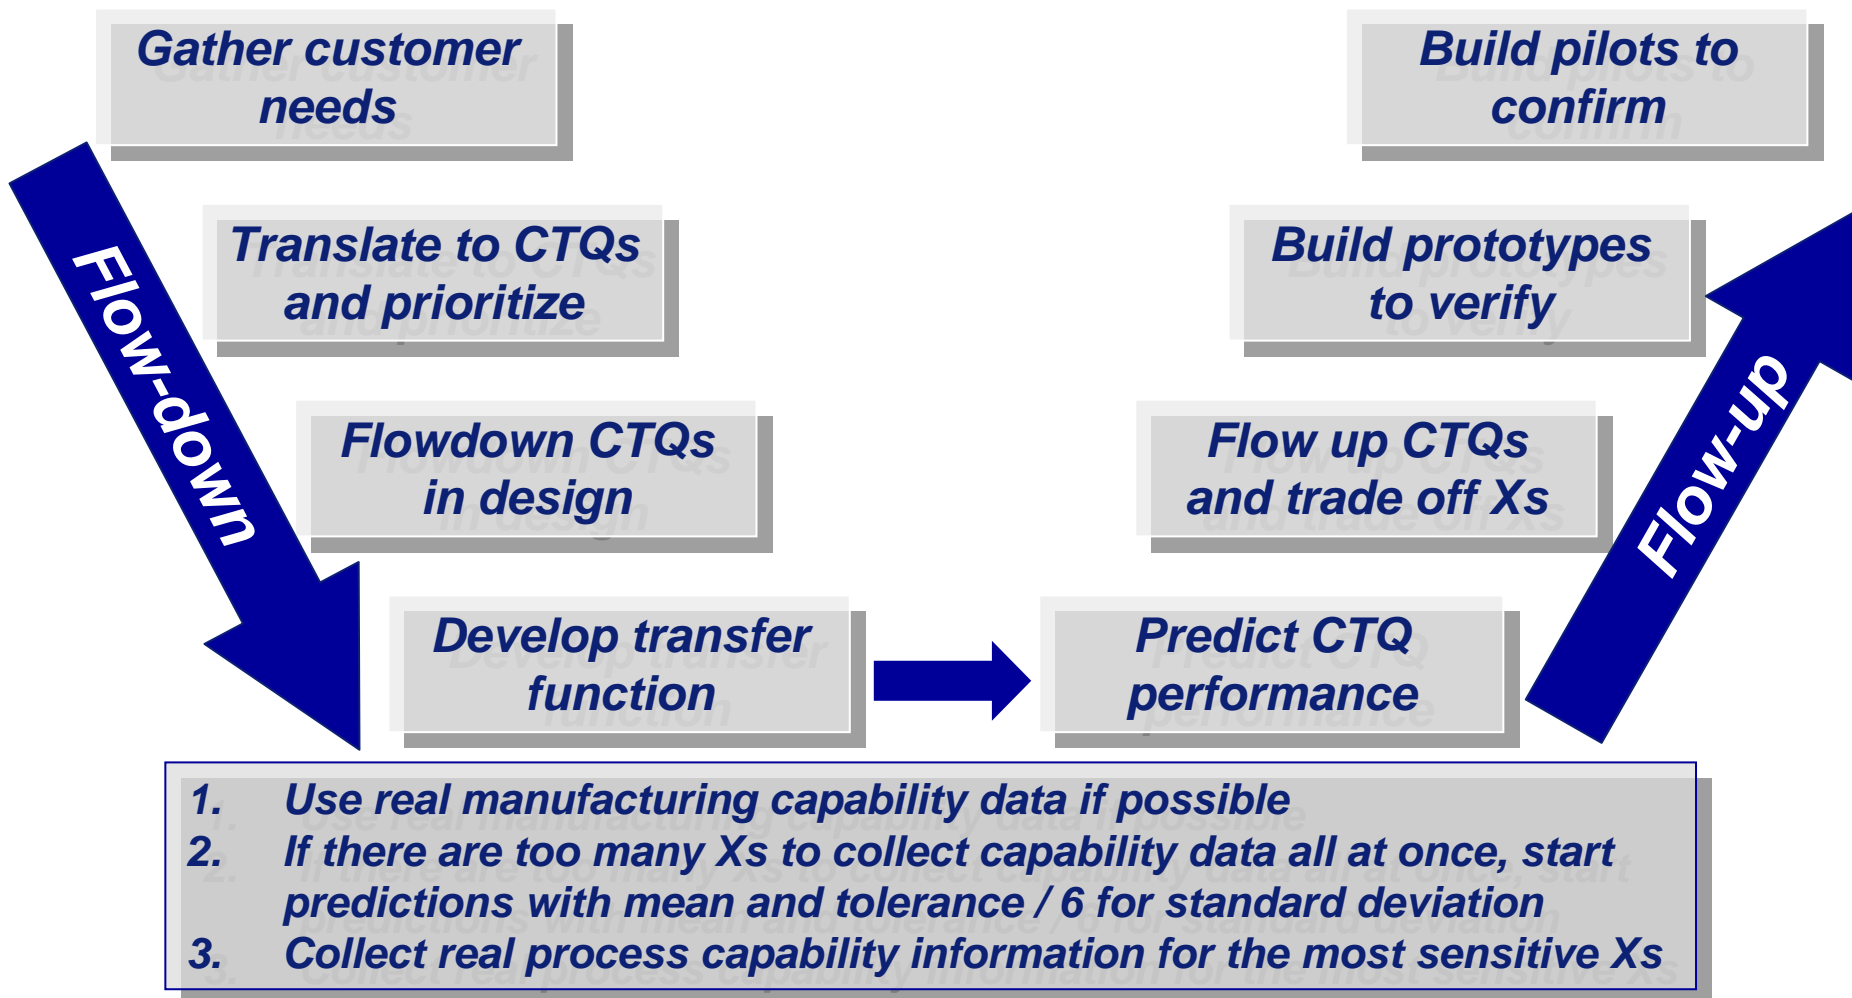 Gather customer
needs
Translate to CTQs
and prioritize
Flowdown CTQs
in design
Develop transfer
function
Flow-down
Predict CTQ
performance
Flow up CTQs
and trade off Xs
Build prototypes
to verify
Build pilots to
confirm
Flow-up
1. Use real manufacturing capability data if possible
2. If there are too many Xs to collect capability data all at once, start
predictions with mean and tolerance / 6 for standard deviation
3. Collect real process capability information for the most sensitive Xs